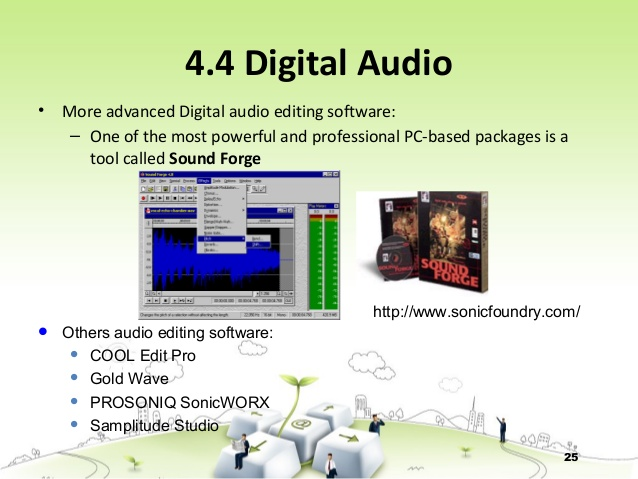 4.4 Digital Audio
• More advanced Digital audio editing software:
– One of the most powerful and professional PC-based packages is a
tool called Sound Forge
SOUND
FORGE
http://www.sonicfoundry.com/
• Others audio editing software:
• COOL Edit Pro
• Gold Wave
• PROSONIQ SonicWORX
• Samplitude Studio
25